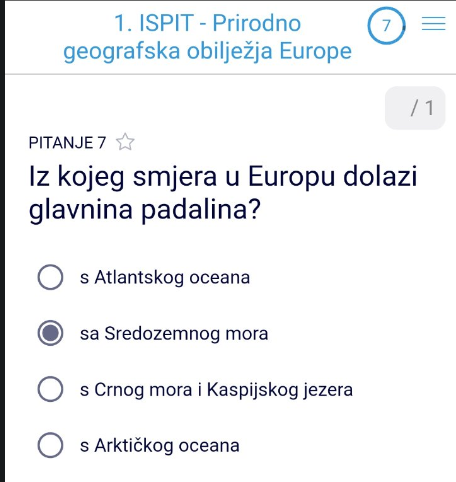 1. ISPIT - Prirodno
geografska obilježja Europe
7
/ 1
PITANJE 7
Iz kojeg smjera u Europu dolazi
glavnina padalina?
s Atlantskog oceana
sa Sredozemnog mora
s Crnog mora i Kaspijskog jezera
s Arktičkog oceana